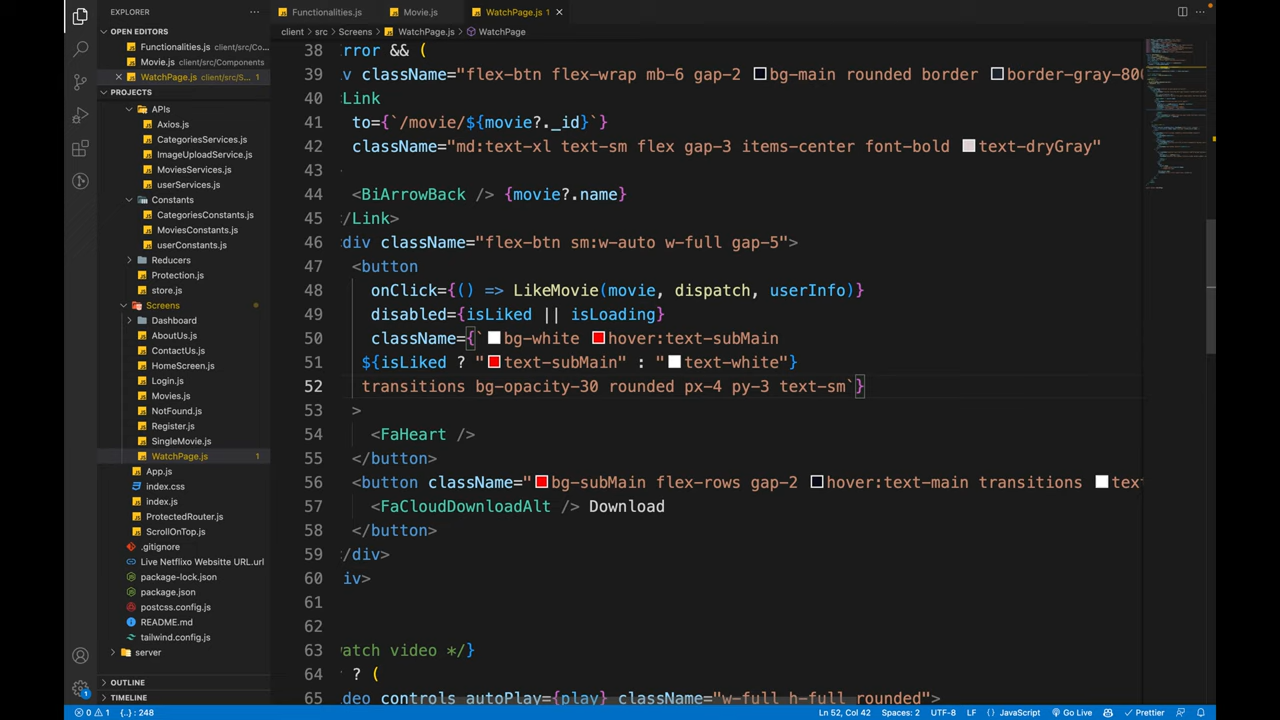 EXPLORER
Functionalities.js
Movie.js
WatchPage.js 1
client
src
Screens
WatchPage.js
WatchPage
OPEN EDITORS
Functionalities.js client/src/Co...
Movie.js client/src/Components
WatchPage.js client/src/S... 1
PROJECTS
APIs
Axios.js
CategoriesServices.js
ImageUploadService.js
MoviesServices.js
userServices.js
Constants
CategoriesConstants.js
MoviesConstants.js
userConstants.js
Reducers
Protection.js
store.js
Screens
Dashboard
AboutUs.js
ContactUs.js
HomeScreen.js
Login.js
Movies.js
NotFound.js
Register.js
SingleMovie.js
WatchPage.js 1
App.js
index.css
index.js
ProtectedRouter.js
ScrollOnTop.js
.gitignore
Live Netflixo Websitte URL.url
package-lock.json
package.json
postcss.config.js
README.md
tailwind.config.js
server
OUTLINE
TIMELINE
38 rror && (
39 v className="flex-btn flex-wrap mb-6 gap-2 bg-main rounded border border-gray-800
40 Link
41 to={`/movie/${movie?._id}`}
42 className="md:text-xl text-sm flex gap-3 items-center font-bold text-dryGray"
43
44 <BiArrowBack /> {movie?.name}
45 /Link>
46 div className="flex-btn sm:w-auto w-full gap-5">
47 <button
48 onClick={() => LikeMovie(movie, dispatch, userInfo)}
49 disabled={isLiked || isLoading}
50 className={` bg-white hover:text-subMain
51 ${isLiked ? "text-subMain" : "text-white"}
52 transitions bg-opacity-30 rounded px-4 py-3 text-sm`}
53 >
54 <FaHeart />
55 </button>
56 <button className="bg-subMain flex-rows gap-2 hover:text-main transitions tex
57 <FaCloudDownloadAlt /> Download
58 </button>
59 /div>
60 iv>
61
62
63 atch video */}
64 ? (
65 deo controls autoPlay={play} className="w-full h-full rounded">
1
0 1 {..} : 248
Ln 52, Col 42 Spaces: 2 UTF-8 LF {} JavaScript Go Live Prettier